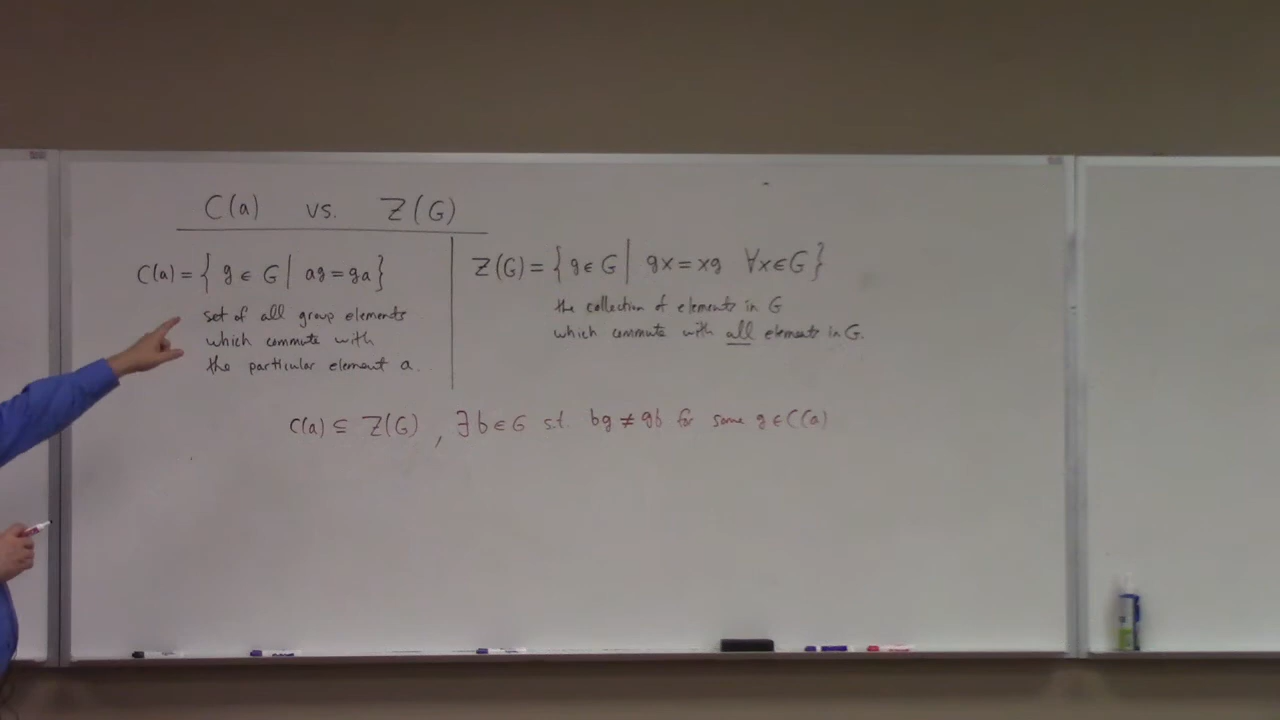 C(a) vs. Z(G)
C(a) = { g ∈ G | ag = ga }
set of all group elements
which commute with
the particular element a.
Z(G) = { g ∈ G | gx = xg ∀x ∈ G }
the collection of elements in G
which commute with all elements in G.
C(a) ⊆ Z(G) , ∃ b ∈ G s.t. bg ≠ gb for some g ∈ C(a)